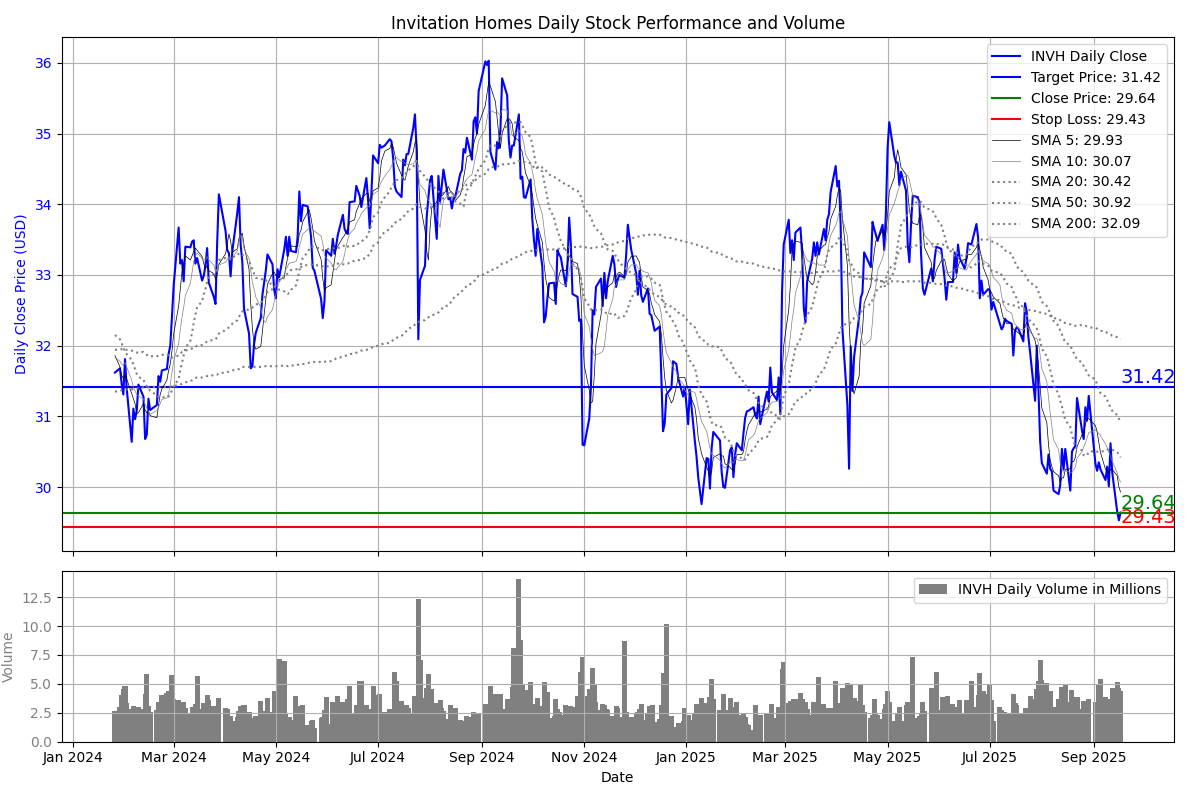 Invitation Homes Daily Stock Performance and Volume
Daily Close Price (USD)
36
35
34
33
32
31
30
INVH Daily Close
Target Price: 31.42
Close Price: 29.64
Stop Loss: 29.43
SMA 5: 29.93
SMA 10: 30.07
SMA 20: 30.42
SMA 50: 30.92
SMA 200: 32.09
31.42
29.64
29.43
Volume
12.5
10.0
7.5
5.0
2.5
0.0
INVH Daily Volume in Millions
Jan 2024 Mar 2024 May 2024 Jul 2024 Sep 2024 Nov 2024 Jan 2025 Mar 2025 May 2025 Jul 2025 Sep 2025
Date